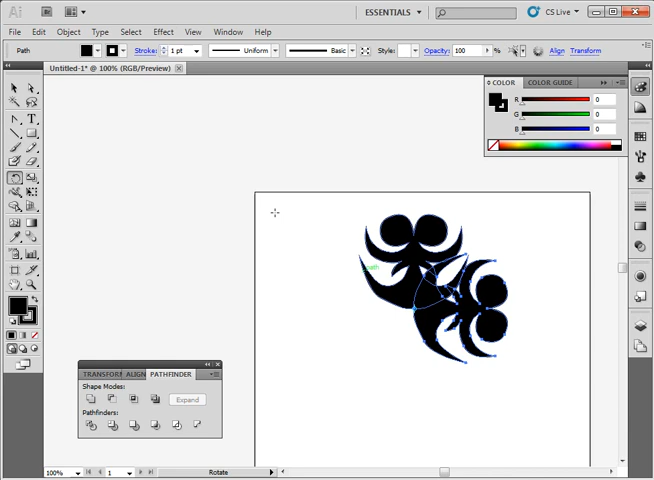 Ai
Br
ESSENTIALS
CS Live
File Edit Object Type Select Effect View Window Help
Path
Stroke: 1 pt
Uniform
Basic
Style:
Opacity: 100 %
Align
Transform
Untitled-1* @ 100% (RGB/Preview)
COLOR
COLOR GUIDE
R 0
G 0
B 0
path
TRANSFORM
ALIGN
PATHFINDER
Shape Modes:
Expand
Pathfinders:
100%
1
Rotate